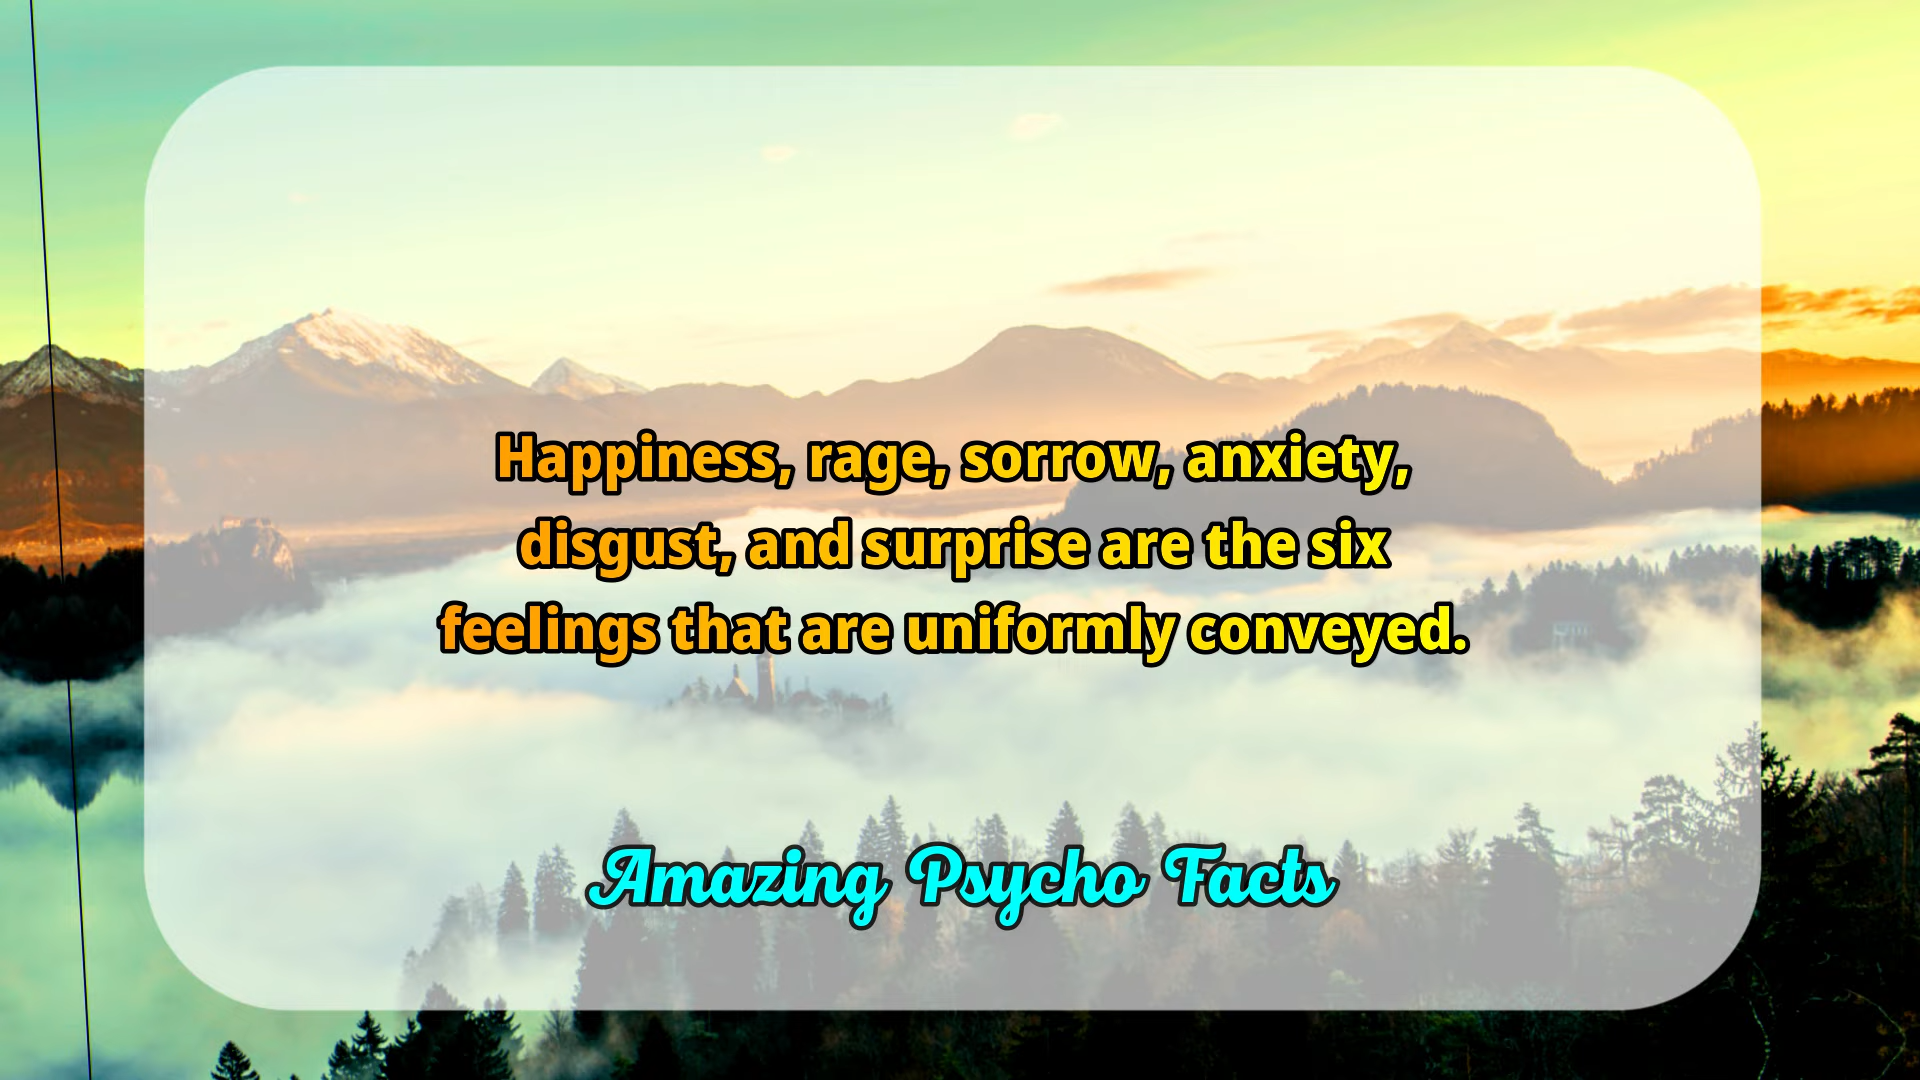 Happiness, rage, sorrow, anxiety,
disgust, and surprise are the six
feelings that are uniformly conveyed.
Amazing Psycho Facts